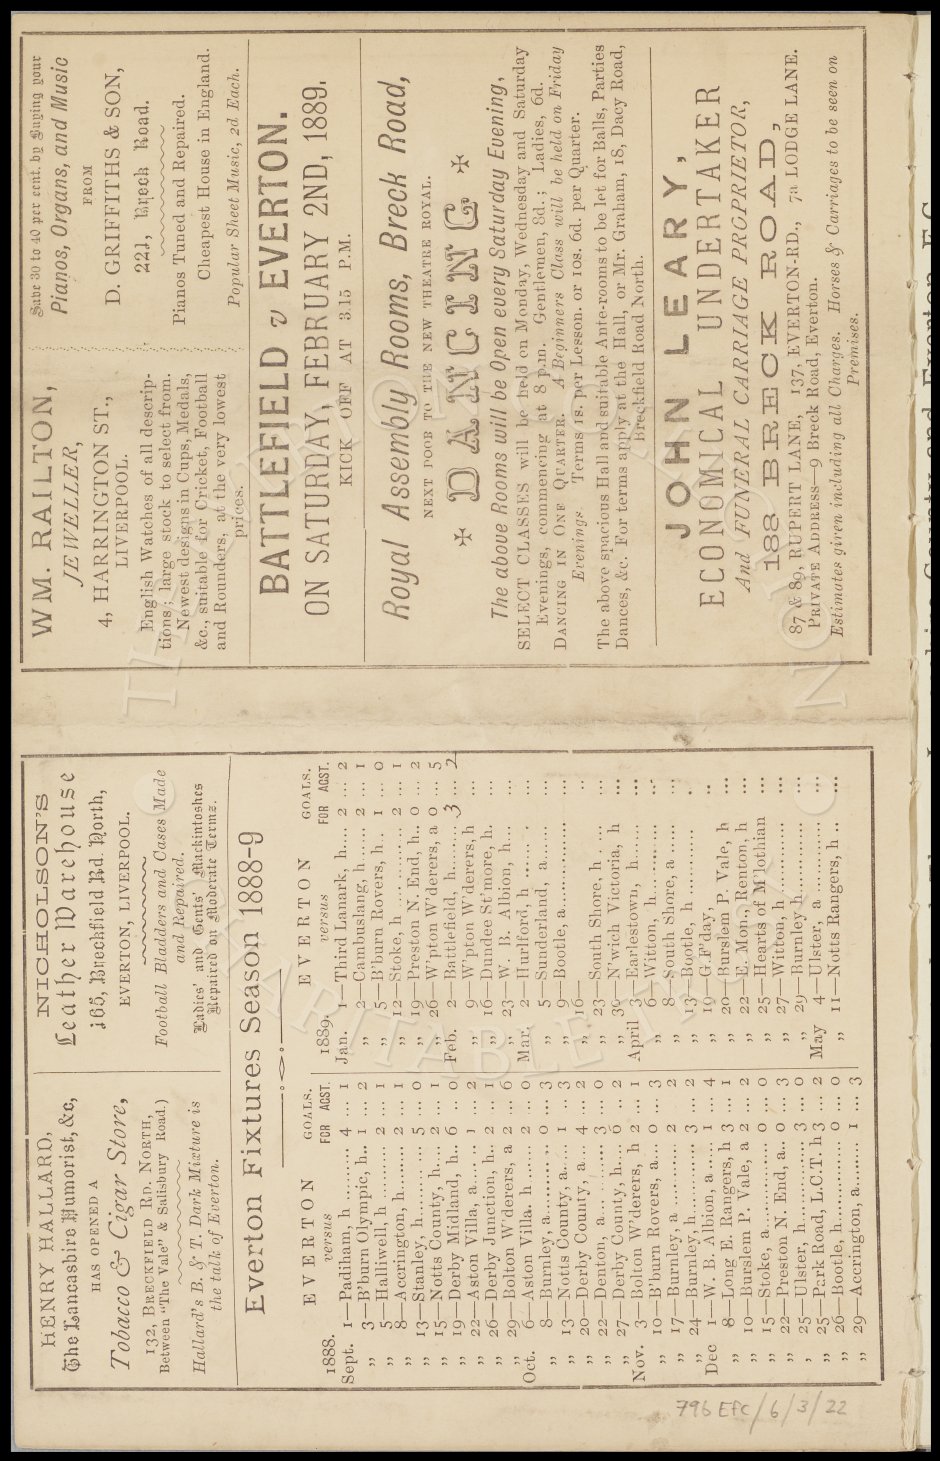 HENRY HALLARD,
The Lancashire Humorist, &c,
HAS OPENED A
Tobacco & Cigar Store,
132, BRECKFIELD RD. NORTH,
Between "The Vale" & Salisbury Road.)
Hallard's B. & T. Dark Mixture is
the talk of Everton.
NICHOLSON'S
Leather Warehouse
165, Breckfield Rd. North,
EVERTON, LIVERPOOL.
Football Bladders and Cases Made
and Repaired.
Ladies' and Gents' Mackintoshes
Repaired on Moderate Terms.
Everton Fixtures Season 1888-9
EVERTON GOALS.
1888. versus FOR AGST.
Sept. 1—Padiham, h ......... 4 ... 1
,, 3—B'burn Olympic, h.. 1 ... 2
,, 5—Halliwell, h ......... 2 ... 1
,, 8—Accrington, h........ 2 ... 1
,, 13—Stanley, h............ 5 ... 0
,, 15—Notts County, h.... 2 ... 1
,, 19—Derby Midland, h.. 6 .. 0
,, 22—Aston Villa, a....... 1 ... 2
,, 26—Derby Junction, h.. 2 ... 1
,, 29—Bolton W'derers, a 2 ... 6
Oct. 6—Aston Villa. h ...... 2 ... 0
,, 8—Burnley, a............ 0 ... 3
,, 13—Notts County, a..... 1 ... 3
,, 20—Derby County, a.... 4 ... 2
,, 22—Denton, a............ 3 ... 0
,, 27—Derby County, h.... 6 ... 2
Nov. 3—Bolton W'derers, h 2 ... 1
,, 10—B'burn Rovers, a.... 0 ... 3
,, 17—Burnley, a ........... 2 ... 2
,, 24—Burnley, h............ 3 ... 2
Dec 1—W. B. Albion, a ..... 1 ... 4
,, 8—Long E. Rangers, h 3 ... 1
,, 10 Burslem P. Vale, a 2 ... 2
,, 15—Stoke, a.............. 0 ... 0
,, 22—Preston N. End, a.. 0 ... 3
,, 25—Ulster, h.............. 3 ... 0
, 25—Park Road, L.C.T.. h 3 ... 2
,, 26—Bootle, h............. 0 ... 0
,, 29—Accrington, a........ 1 ... 3
EVERTON GOALS.
1889. versus FOR AGST.
Jan. 1—Third Lanark, h.... 2 ... 2
,, 2—Cambuslang, h...... 2 ... 1
,, 5—B'burn Rovers, h.. 1 ... 0
,, 12—Stoke, h ............ 2 ... 1
,, 19—Preston N. End, h.. 0 ... 2
,, 26—W'pton W'derers, a 0 ... 5
Feb. 2—Battlefield, h........ 3 ... 2
,, 9—W'pton W'derers, h ...
,, 16—Dundee St'more, h.. ...
,, 23—W. B. Albion, h.... ...
Mar. 2—Hurlford, h ...... . ...
,, 5—Sunderland, a...... ...
,, 9—Bootle, a............. ...
,, 16— ..
,, 23—South Shore, h .... ...
,, 30—N'wich Victoria, h ...
April 3—Earlestown, h...... ...
,, 6—Witton, h........... ...
,, 8—South Shore, a...... ...
,, 13—Bootle, h ........... .
,, 19—G.F'day, ..
,, 20—Burslem P. Vale, h ...
,, 22—E. Mon., Renton, h ...
,, 25—Hearts of M'lothian ...
,, 27—Witton, h............ ...
,, 29 Burnley h............ ...
May 4—Ulster, a ............ ...
,, 11—Notts Rangers, h .. ...
WM. RAILTON,
JEWELLER,
4, HARRINGTON ST.,
LIVERPOOL.
English Watches of all descrip-
tions; large stock to select from.
Newest designs in Cups, Medals,
&c., suitable for Cricket, Football
and Rounders, at the very lowest
prices.
Save 30 to 40 per cent. by Buying your
Pianos, Organs, and Music
FROM
D. GRIFFITHS & SON,
221, Breck Road.
Pianos Tuned and Repaired.
Cheapest House in England.
Popular Sheet Music, 2d Each.
BATTLEFIELD v EVERTON.
ON SATURDAY, FEBRUARY 2ND, 1889.
KICK OFF AT 3.15 P.M.
Royal Assembly Rooms, Breck Road,
NEXT DOOR TO THE NEW THEATRE ROYAL.
DANCING
The above Rooms will be Open every Saturday Evening,
SELECT CLASSES will be held on Monday, Wednesday and Saturday
Evenings, commencing at 8 p.m. Gentlemen, 8d.; Ladies, 6d.
DANCING IN ONE QUARTER. A Beginners Class will be held on Friday
Evenings. Terms 1s. per Lesson. or 10s. 6d. per Quarter.
The above spacious Hall and suitable Ante-rooms to be let for Balls, Parties
Dances, &c. For terms apply at the Hall, or Mr. Graham, 18, Dacy Road,
Breckfield Road North.
JOHN LEARY,
ECONOMICAL UNDERTAKER
And FUNERAL CARRIAGE PROPRIETOR,
188 BRECK ROAD,
87 & 89, RUPERT LANE, 137, EVERTON-RD., 7a LODGE LANE.
PRIVATE ADDRESS—9 Breck Road, Everton.
Estimates given including all Charges. Horses & Carriages to be seen on
Premises.
796 EFC/6/3/22
THE EVERTON
CHARITABLE TRUST